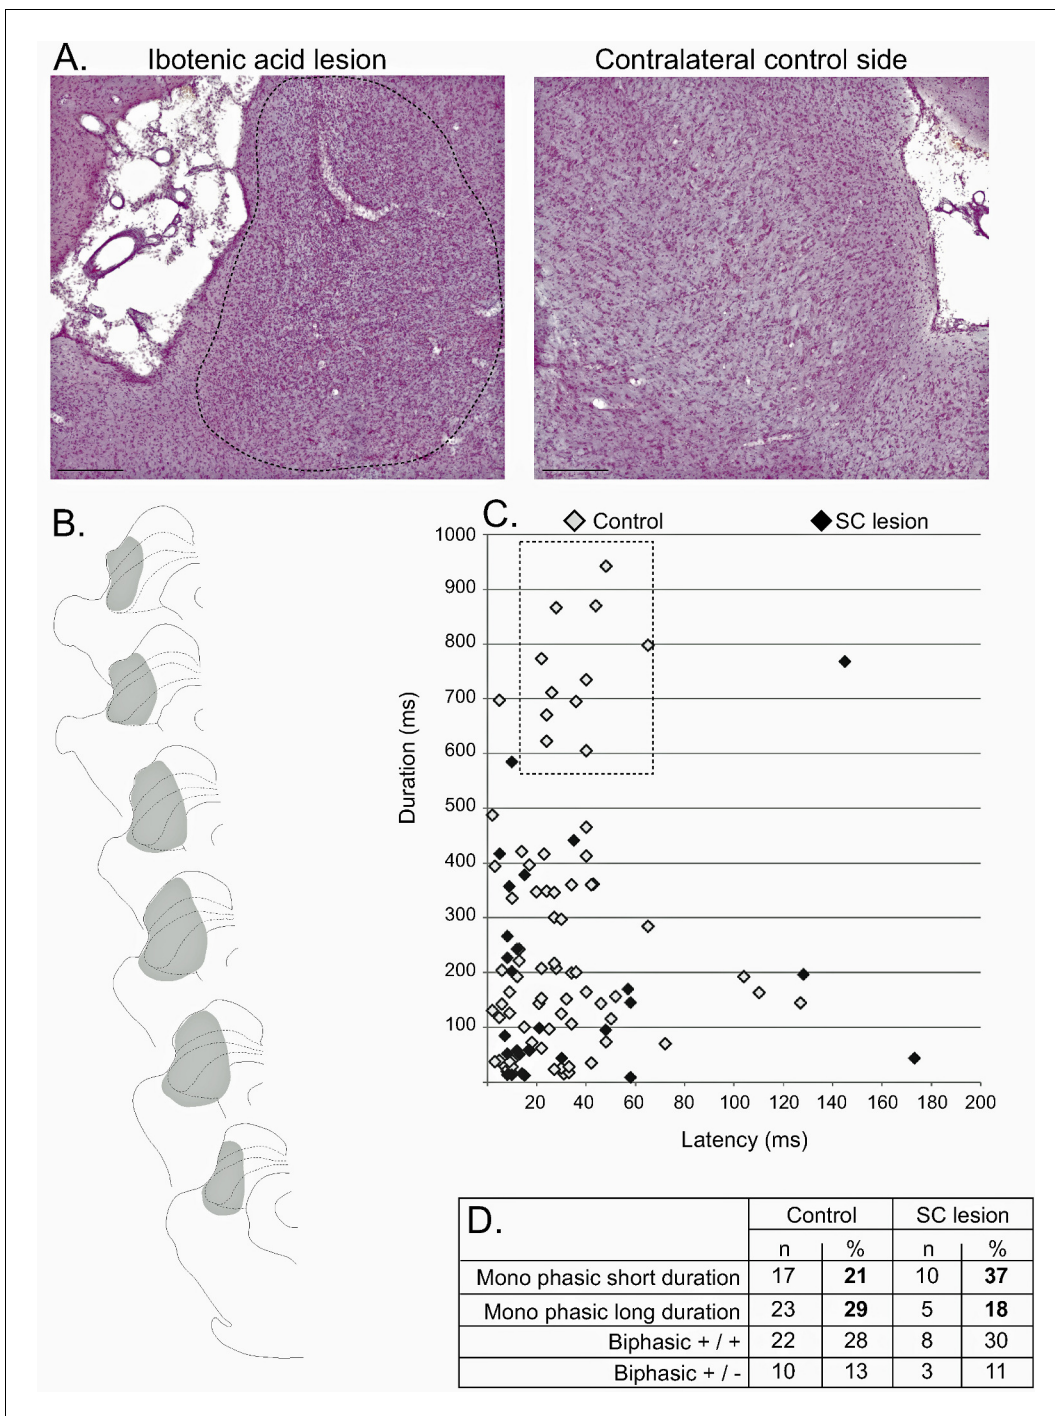 A.
Ibotenic acid lesion
Contralateral control side
B.
C.
Control
SC lesion
Duration (ms)
1000
900
800
700
600
500
400
300
200
100
20 40 60 80 100 120 140 160 180 200
Latency (ms)
D.
Control SC lesion
n % n %
Mono phasic short duration 17 21 10 37
Mono phasic long duration 23 29 5 18
Biphasic + / + 22 28 8 30
Biphasic + / - 10 13 3 11